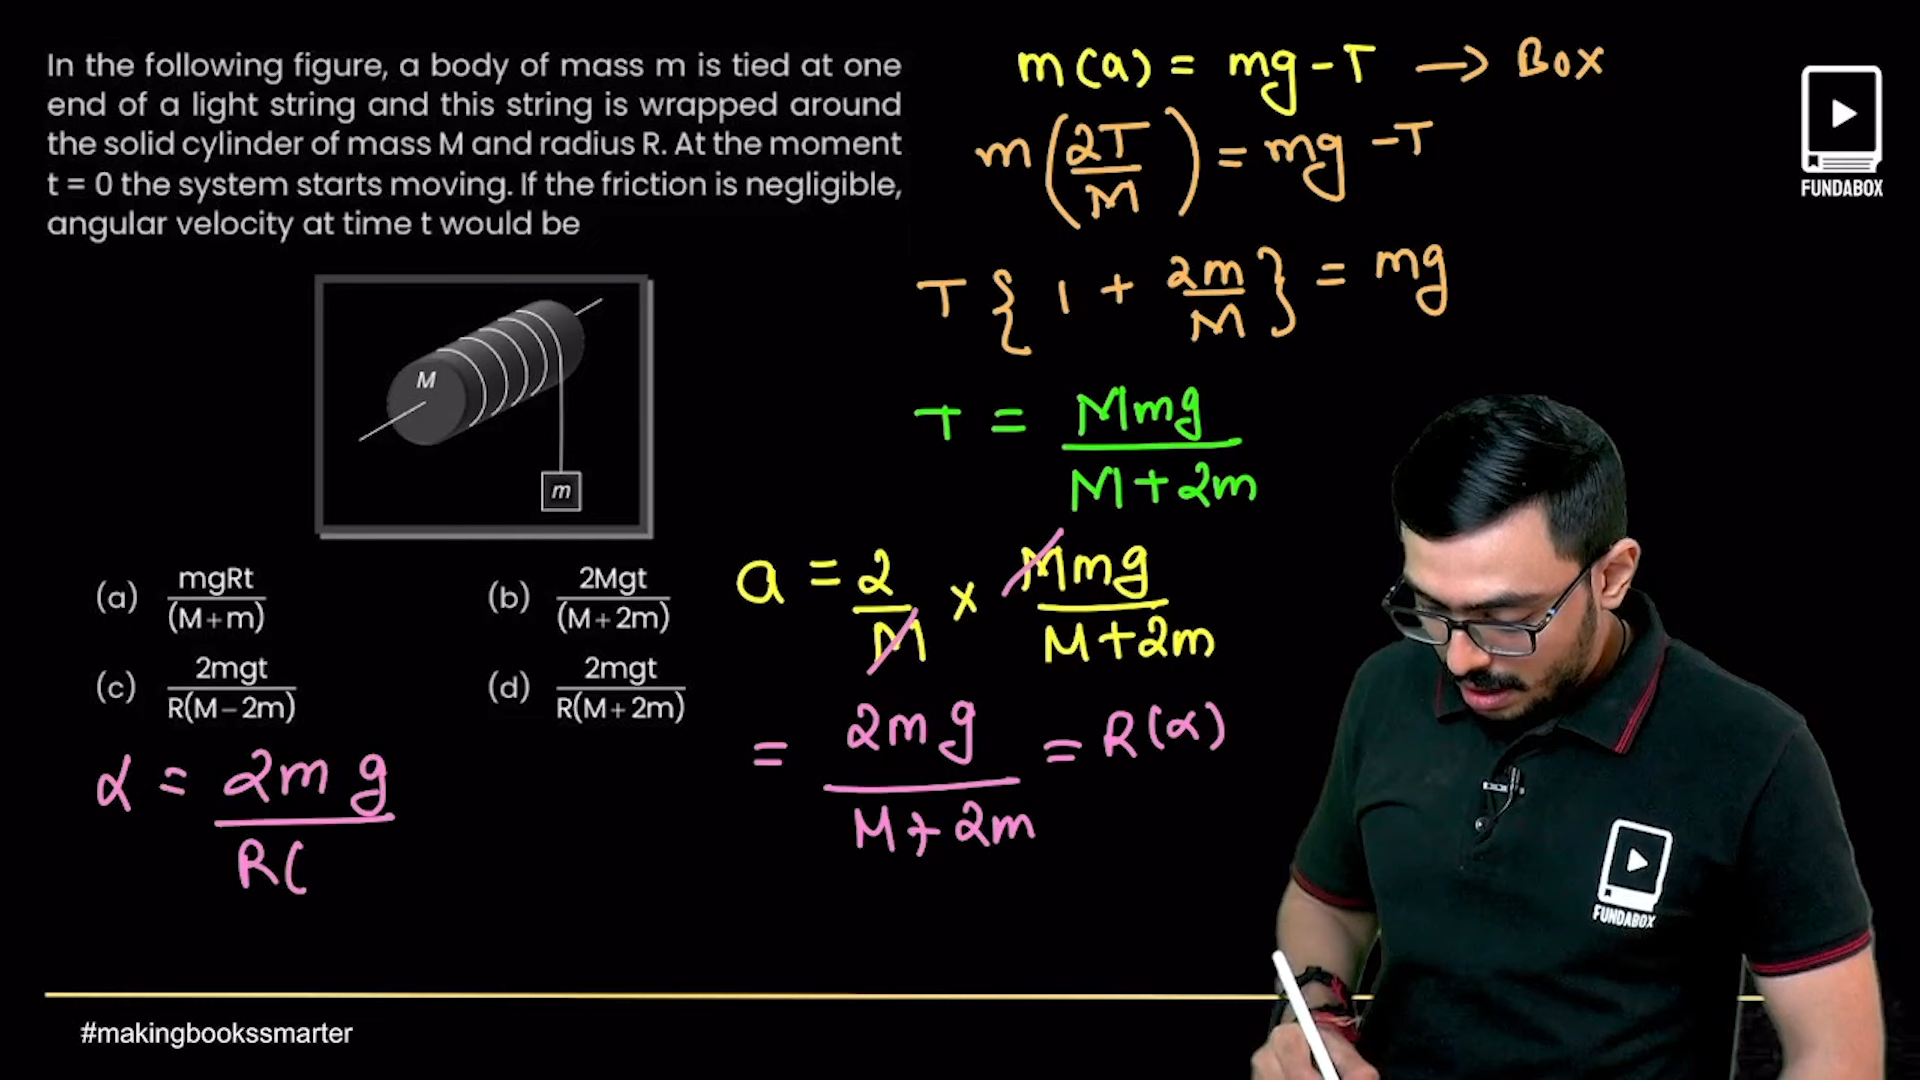 In the following figure, a body of mass m is tied at one
end of a light string and this string is wrapped around
the solid cylinder of mass M and radius R. At the moment
t = 0 the system starts moving. If the friction is negligible,
angular velocity at time t would be
M
m
(a) mgRt / (M+m)
(b) 2Mgt / (M+2m)
(c) 2mgt / R(M−2m)
(d) 2mgt / R(M+2m)
α = 2mg / R(
m(a) = mg-T → Box
m(2T/M) = mg -T
T{1 + 2m/M} = mg
T = Mmg / M+2m
a = 2/M × Mmg / M+2m
= 2mg / M+2m = R(α)
FUNDABOX
FUNDABOX
#makingbookssmarter